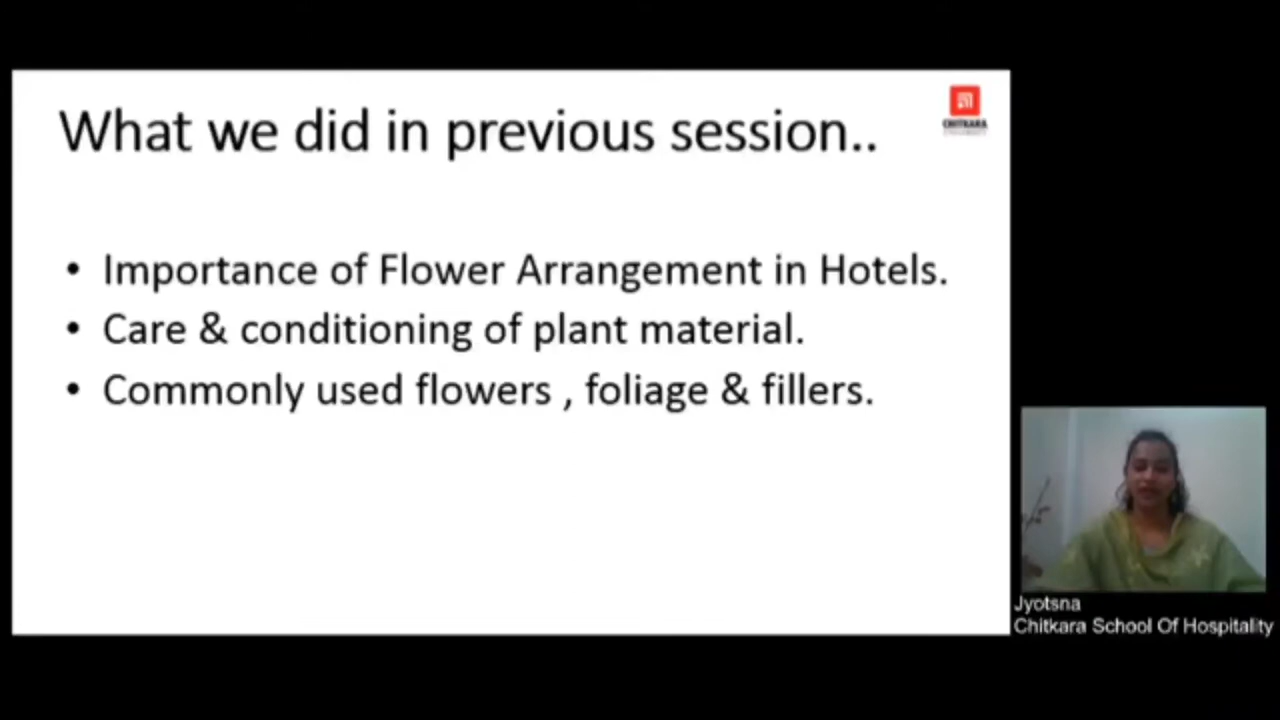 What we did in previous session..
CHITKARA
• Importance of Flower Arrangement in Hotels.
• Care & conditioning of plant material.
• Commonly used flowers , foliage & fillers.
Jyotsna
Chitkara School Of Hospitality